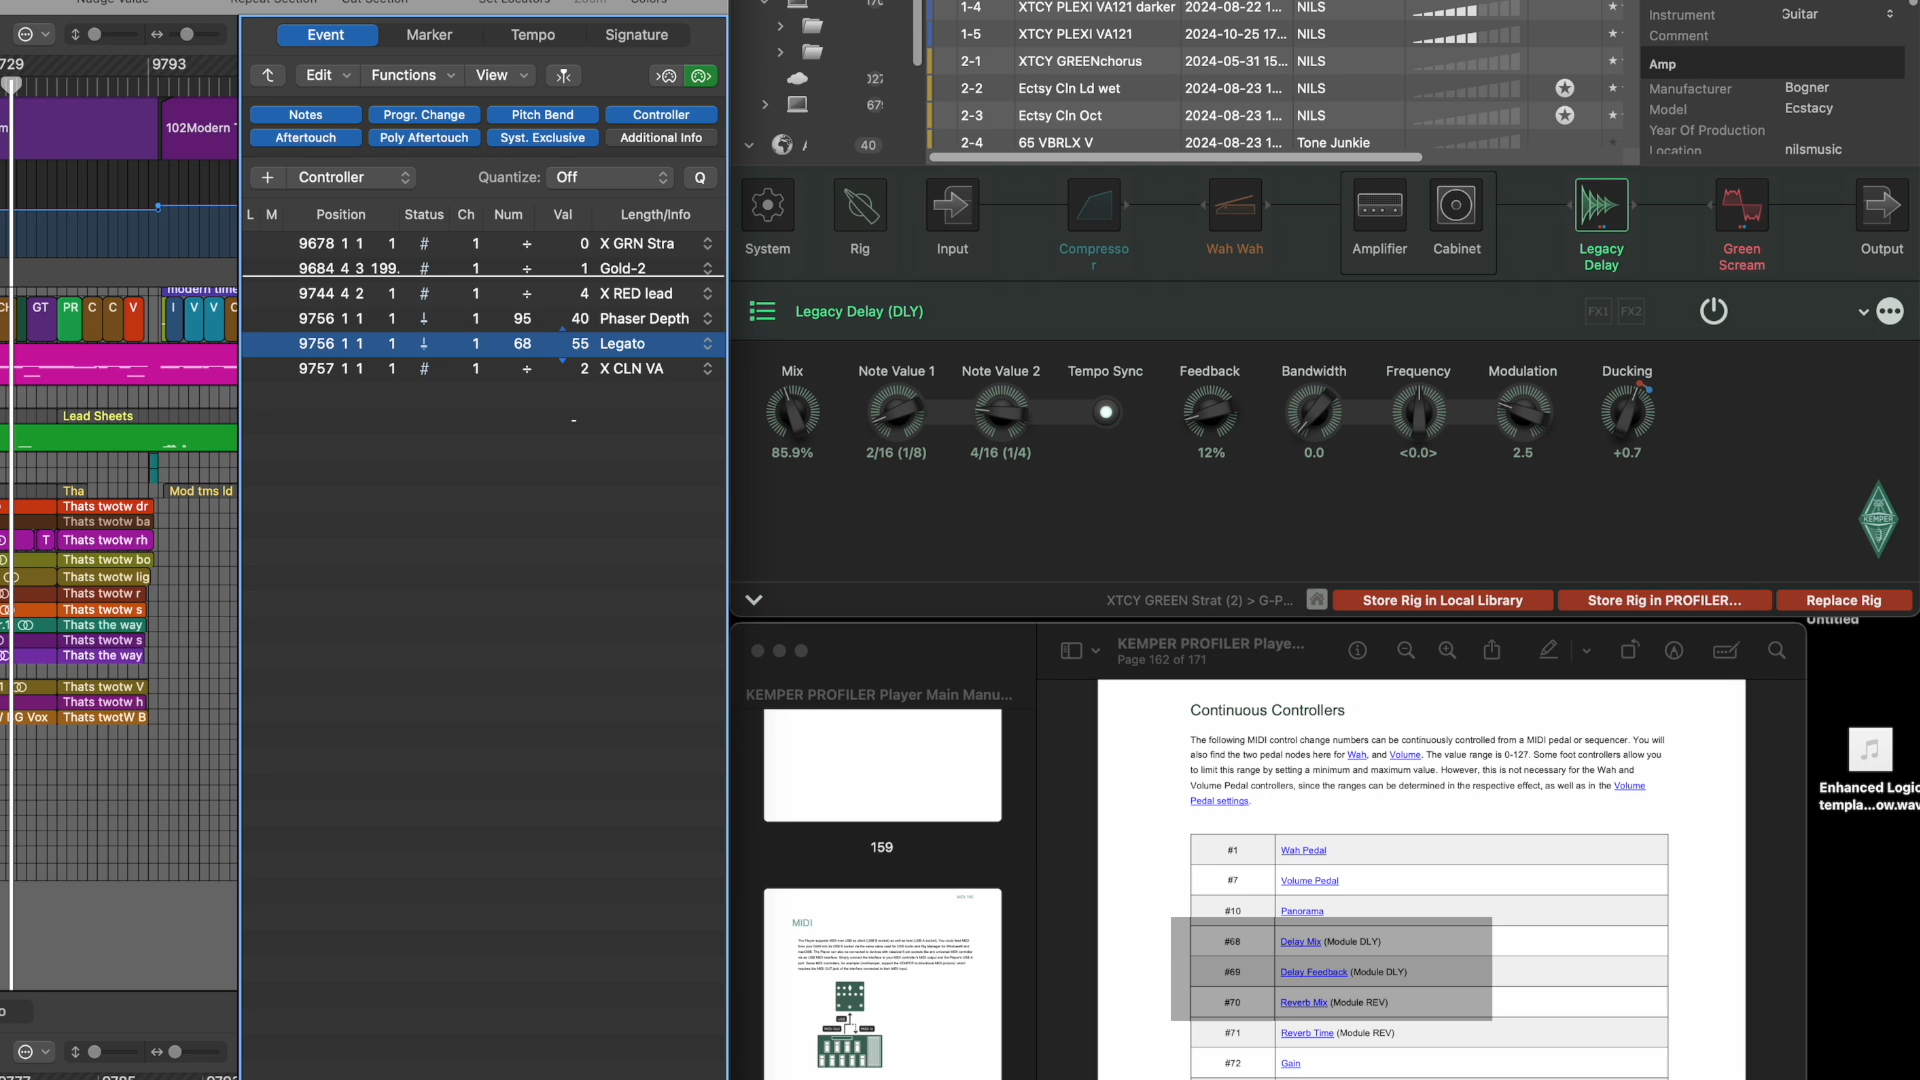 Nudge Value
Repeat Section Cut Section
Set Locators Zoom Colors
729 9793
102Modern
GT PR C C V
modern time
I V V C
Lead Sheets
Tha
Mod tms ld
Thats twotw dr
Thats twotw ba
T Thats twotw rh
Thats twotw bo
Thats twotw lig
Thats twotw r
Thats twotw s
Thats the way
Thats twotw s
Thats the way
Thats twotw V
Thats twotw h
G Vox Thats twotW B
Event Marker Tempo Signature
Edit Functions View
Notes Progr. Change Pitch Bend Controller
Aftertouch Poly Aftertouch Syst. Exclusive Additional Info
+ Controller Quantize: Off Q
L M Position Status Ch Num Val Length/Info
9678 1 1 1 # 1 ÷ 0 X GRN Stra
9684 4 3 199. # 1 ÷ 1 Gold-2
9744 4 2 1 # 1 ÷ 4 X RED lead
9756 1 1 1 1 95 40 Phaser Depth
9756 1 1 1 1 68 55 Legato
9757 1 1 1 # 1 ÷ 2 X CLN VA
-
40
1-4 XTCY PLEXI VA121 darker 2024-08-22 1... NILS
1-5 XTCY PLEXI VA121 2024-10-25 17... NILS
2-1 XTCY GREENchorus 2024-05-31 15... NILS
2-2 Ectsy Cln Ld wet 2024-08-23 1... NILS
2-3 Ectsy Cln Oct 2024-08-23 1... NILS
2-4 65 VBRLX V 2024-08-23 1... Tone Junkie
Instrument Guitar
Comment
Amp
Manufacturer Bogner
Model Ecstacy
Year Of Production
Location nilsmusic
System Rig Input Compresso
r
Wah Wah Amplifier Cabinet Legacy
Delay
Green
Scream
Output
Legacy Delay (DLY)
FX1 FX2
Mix Note Value 1 Note Value 2 Tempo Sync Feedback Bandwidth Frequency Modulation Ducking
85.9% 2/16 (1/8) 4/16 (1/4) 12% 0.0 <0.0> 2.5 +0.7
KEMPER
XTCY GREEN Strat (2) > G-P...
Store Rig in Local Library Store Rig in PROFILER... Replace Rig
Untitled
KEMPER PROFILER Playe...
Page 162 of 171
KEMPER PROFILER Player Main Manu...
159
MIDI
Continuous Controllers
The following MIDI control change numbers can be continuously controlled from a MIDI pedal or sequencer. You will
also find the two pedal nodes here for Wah, and Volume. The value range is 0-127. Some foot controllers allow you
to limit this range by setting a minimum and maximum value. However, this is not necessary for the Wah and
Volume Pedal controllers, since the ranges can be determined in the respective effect, as well as in the Volume
Pedal settings.
#1 Wah Pedal
#7 Volume Pedal
#10 Panorama
#68 Delay Mix (Module DLY)
#69 Delay Feedback (Module DLY)
#70 Reverb Mix (Module REV)
#71 Reverb Time (Module REV)
#72 Gain
Enhanced Logic
templa...ow.wav